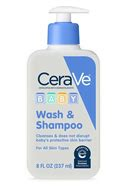 CeraVe
BABY
Wash &
Shampoo
Cleanses & does not disrupt
baby's protective skin barrier
For All Skin Types
8 FL OZ (237 ml)